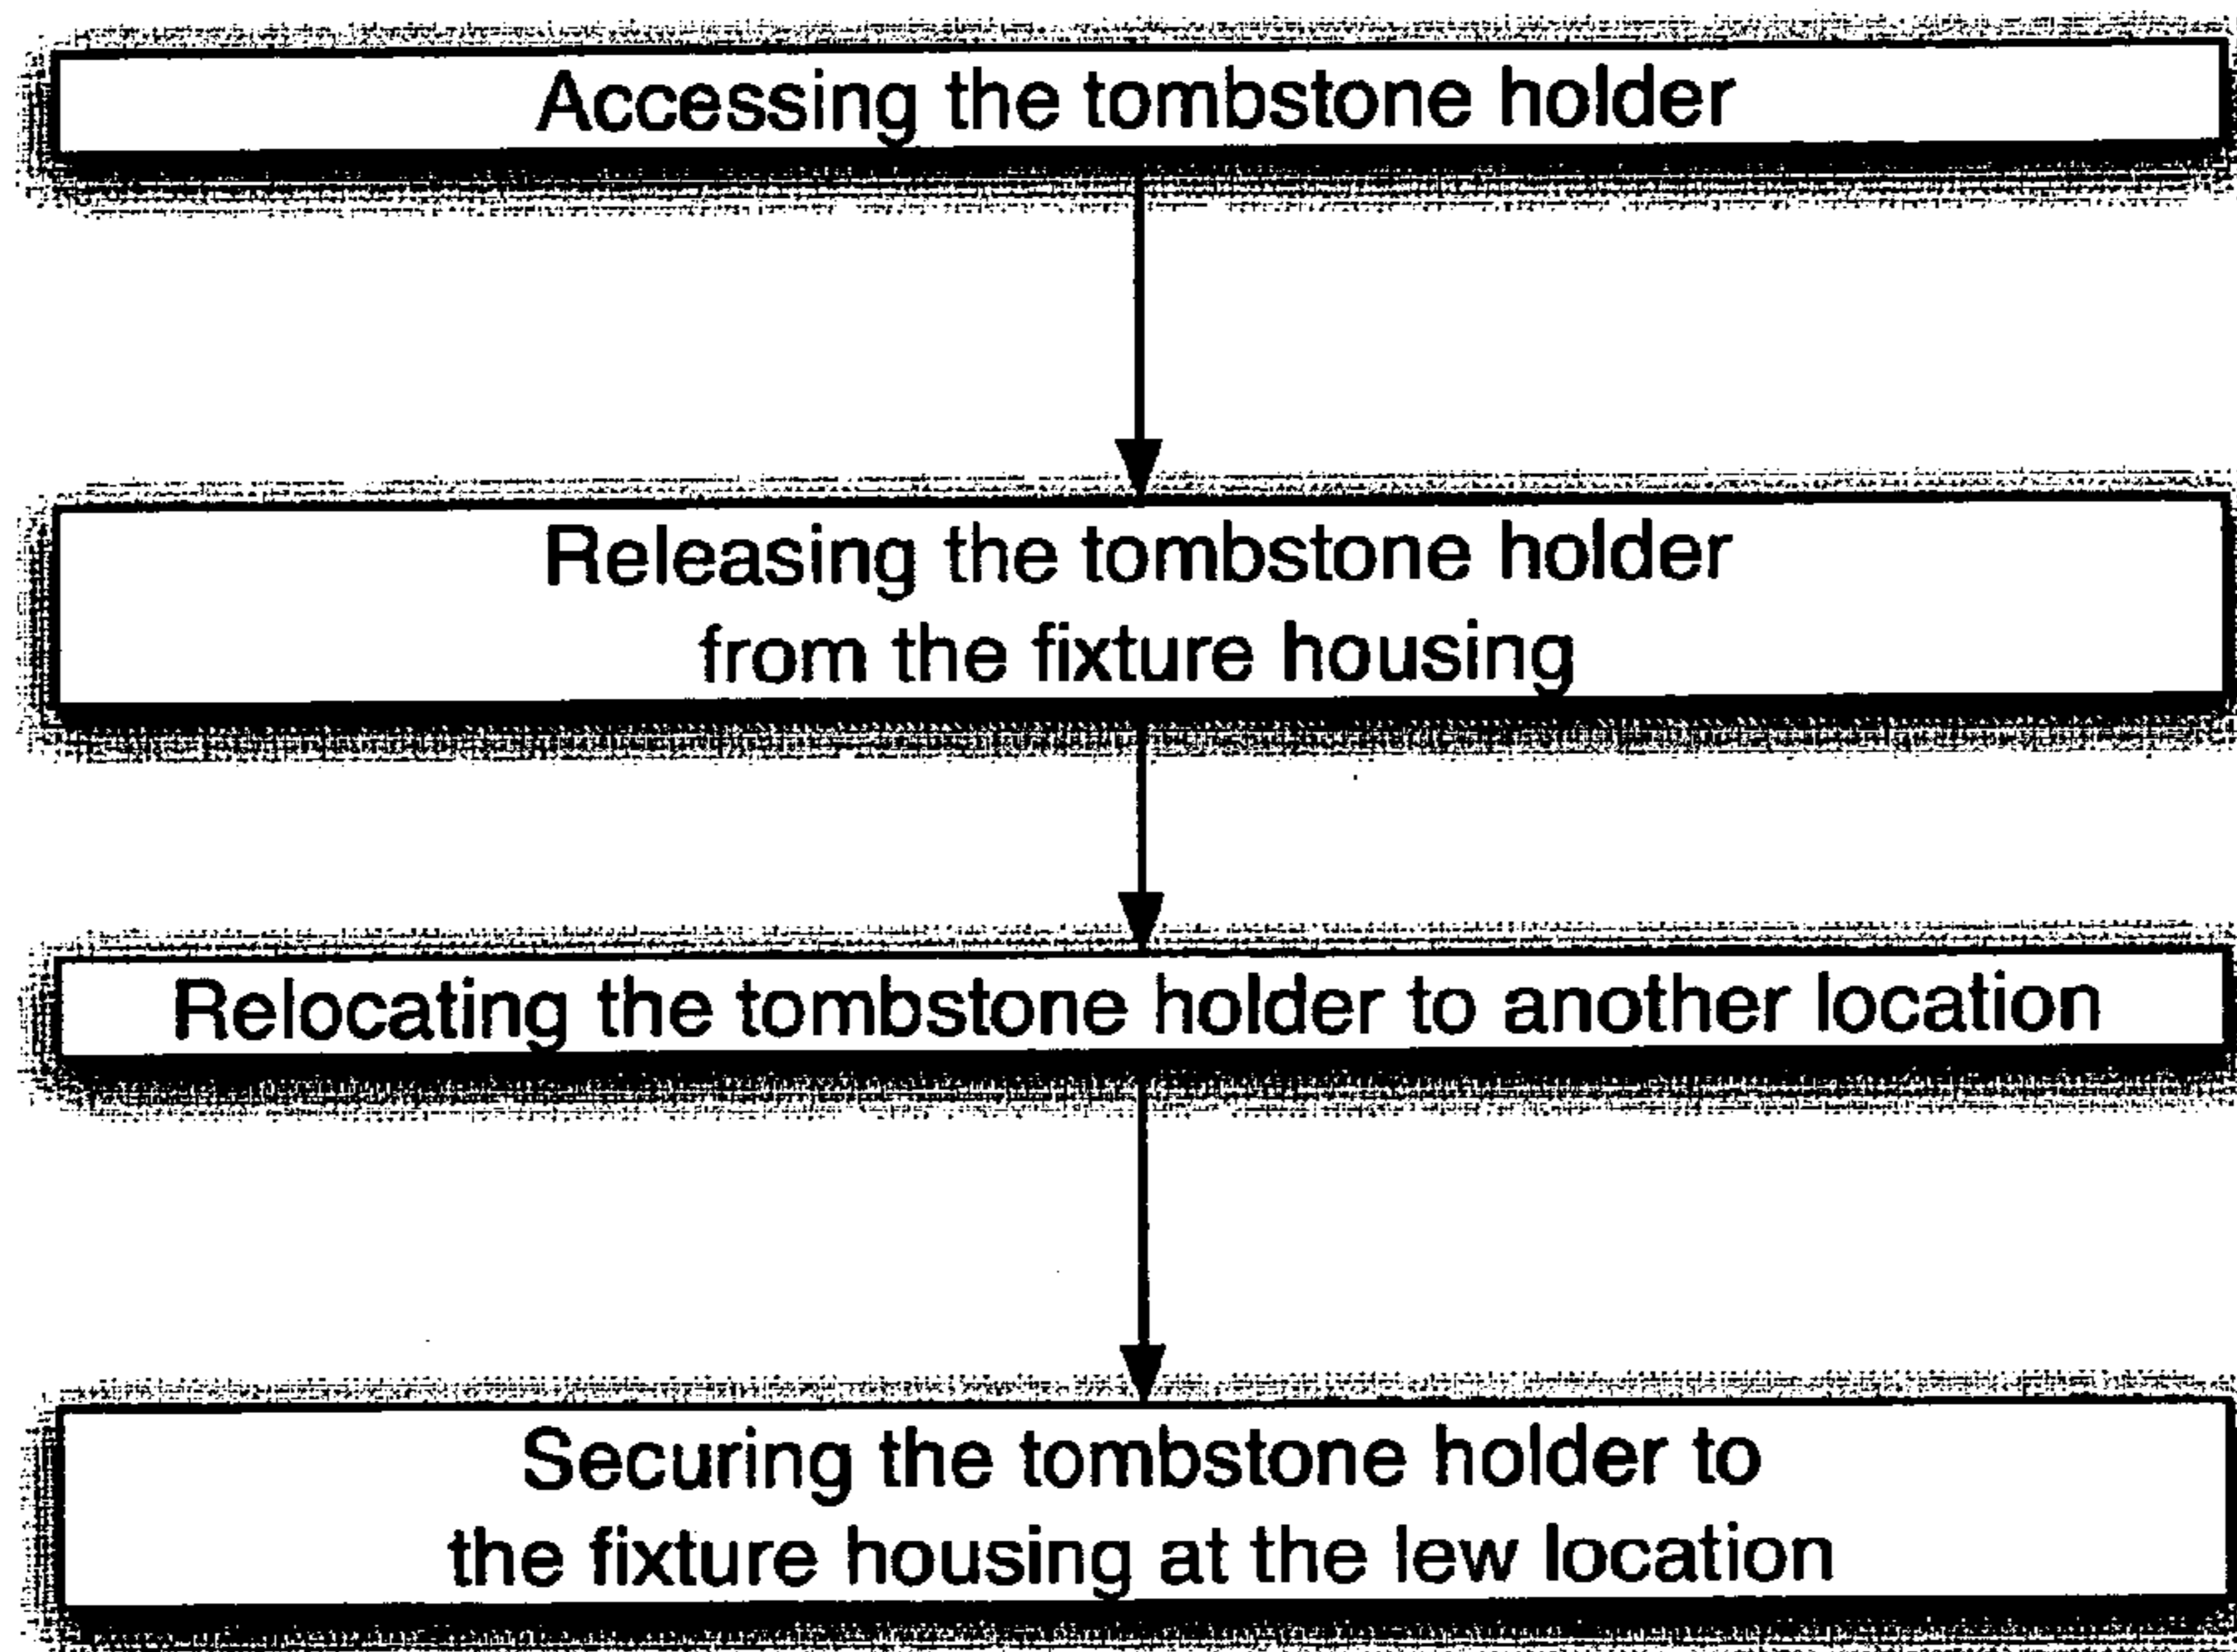 Accessing the tombstone holder
Releasing the tombstone holder
from the fixture housing
Relocating the tombstone holder to another location
Securing the tombstone holder to
the fixture housing at the lew location